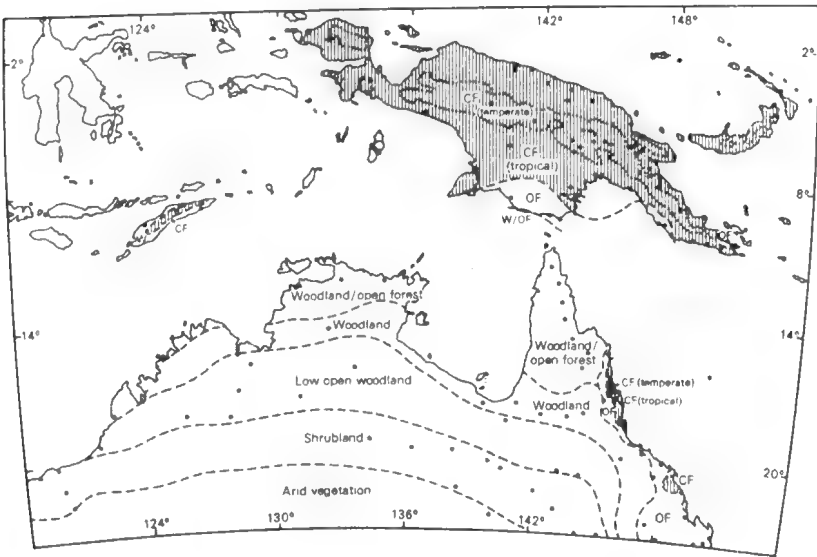 124° 142° 148°
2° 2°
CF
(temperate)
CF
(tropical)
OF
8°
W/OF
CF
OF
Woodland/open forest
Woodland
14° 14°
Woodland/
open forest
Low open woodland
CF (temperate)
CF (tropical)
Woodland
OF
Shrubland
CF
20°
Arid vegetation
OF
124° 130° 136° 142°